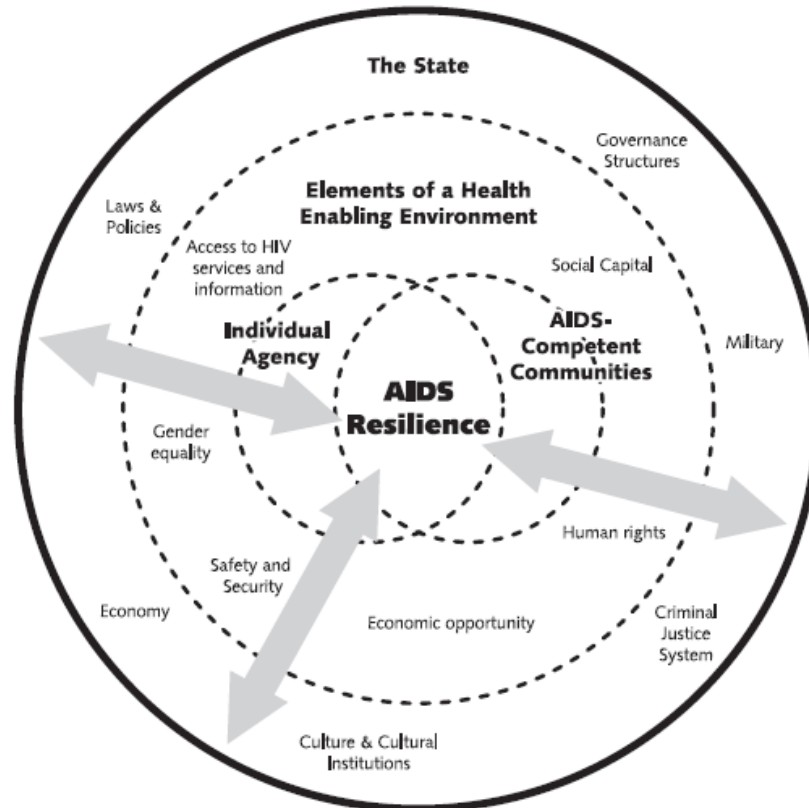 The State
Governance
Structures
Elements of a Health
Enabling Environment
Laws &
Policies
Access to HIV
services and
information
Social Capital
Individual
Agency
AIDS-
Competent
Communities
Military
AIDS
Resilience
Gender
equality
Human rights
Safety and
Security
Economy
Economic opportunity
Criminal
Justice
System
Culture & Cultural
Institutions